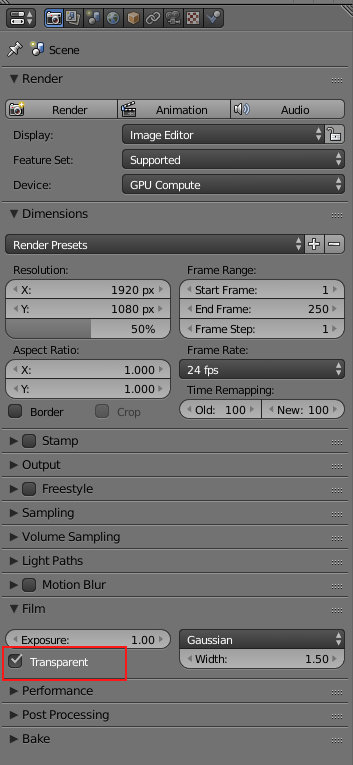 Scene
Render
Render Animation Audio
Display: Image Editor
Feature Set: Supported
Device: GPU Compute
Dimensions
Render Presets
Resolution: Frame Range:
X: 1920 px Start Frame: 1
Y: 1080 px End Frame: 250
50% Frame Step: 1
Aspect Ratio: Frame Rate:
X: 1.000 24 fps
Y: 1.000 Time Remapping:
Border Crop Old: 100 New: 100
Stamp
Output
Freestyle
Sampling
Volume Sampling
Light Paths
Motion Blur
Film
Exposure: 1.00 Gaussian
Transparent Width: 1.50
Performance
Post Processing
Bake